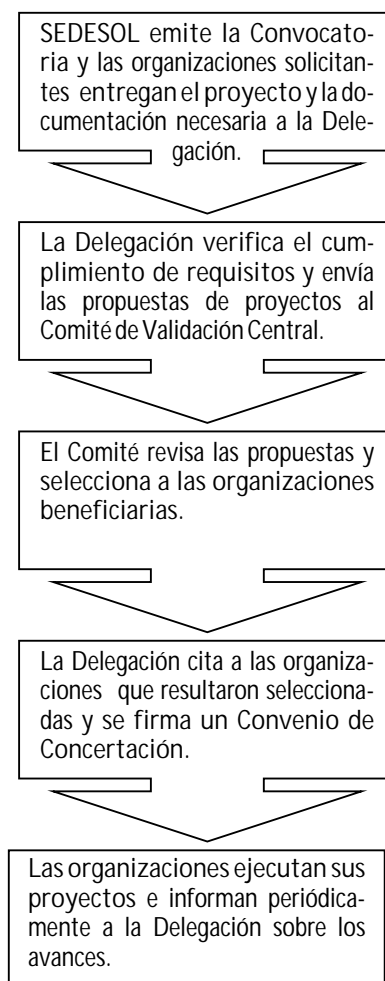 SEDESOL emite la Convocato-
ria y las organizaciones solicitan-
tes entregan el proyecto y la do-
cumentación necesaria a la Dele-
gación.
La Delegación verifica el cum-
plimiento de requisitos y envía
las propuestas de proyectos al
Comité de Validación Central.
El Comité revisa las propuestas y
selecciona a las organizaciones
beneficiarias.
La Delegación cita a las organiza-
ciones que resultaron selecciona-
das y se firma un Convenio de
Concertación.
Las organizaciones ejecutan sus
proyectos e informan periódica-
mente a la Delegación sobre los
avances.